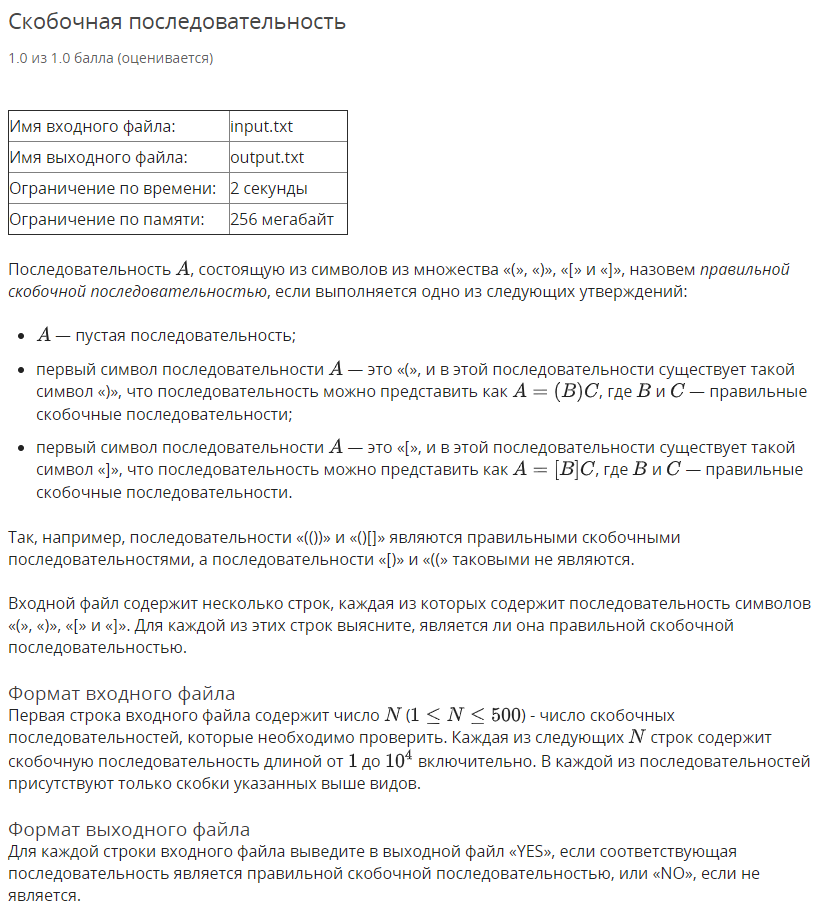 Скобочная последовательность
1.0 из 1.0 балла (оценивается)
Имя входного файла: input.txt
Имя выходного файла: output.txt
Ограничение по времени: 2 секунды
Ограничение по памяти: 256 мегабайт
Последовательность A, состоящую из символов из множества «(», «)», «[» и «]», назовем правильной
скобочной последовательностью, если выполняется одно из следующих утверждений:
• A — пустая последовательность;
• первый символ последовательности A — это «(», и в этой последовательности существует такой
символ «)», что последовательность можно представить как A = (B)C, где B и C — правильные
скобочные последовательности;
• первый символ последовательности A — это «[», и в этой последовательности существует такой
символ «]», что последовательность можно представить как A = [B]C, где B и C — правильные
скобочные последовательности.
Так, например, последовательности «(())» и «()[]» являются правильными скобочными
последовательностями, а последовательности «[)» и «((» таковыми не являются.
Входной файл содержит несколько строк, каждая из которых содержит последовательность символов
«(», «)», «[» и «]». Для каждой из этих строк выясните, является ли она правильной скобочной
последовательностью.
Формат входного файла
Первая строка входного файла содержит число N (1 ≤ N ≤ 500) - число скобочных
последовательностей, которые необходимо проверить. Каждая из следующих N строк содержит
скобочную последовательность длиной от 1 до 10⁴ включительно. В каждой из последовательностей
присутствуют только скобки указанных выше видов.
Формат выходного файла
Для каждой строки входного файла выведите в выходной файл «YES», если соответствующая
последовательность является правильной скобочной последовательностью, или «NO», если не
является.